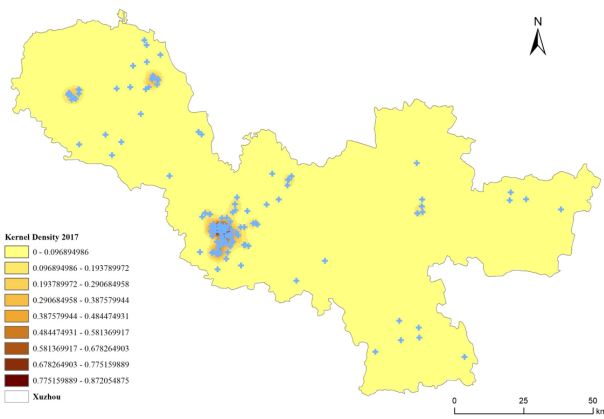 N
Kernel Density 2017
0 - 0.096894986
0.096894986 - 0.193789972
0.193789972 - 0.290684958
0.290684958 - 0.387579944
0.387579944 - 0.484474931
0.484474931 - 0.581369917
0.581369917 - 0.678264903
0.678264903 - 0.775159889
0.775159889 - 0.872054875
Xuzhou
0 25 50
km